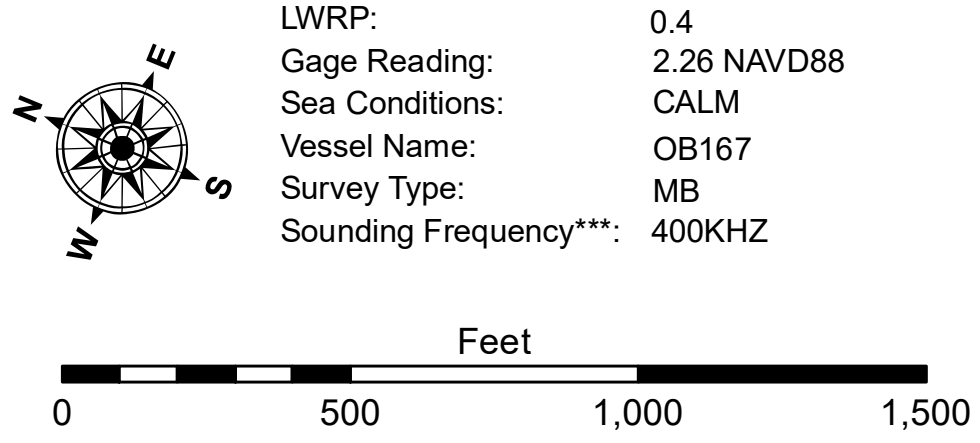 LWRP: 0.4
Gage Reading: 2.26 NAVD88
Sea Conditions: CALM
Vessel Name: OB167
Survey Type: MB
Sounding Frequency***: 400KHZ
N E
W S
Feet
0 500 1,000 1,500